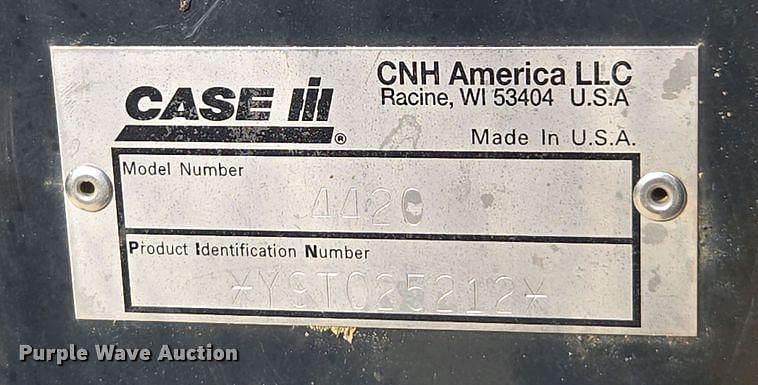 CASE IH ®
CNH America LLC
Racine, WI 53404 U.S.A
Made In U.S.A.
Model Number
4420
Product Identification Number
*Y9T025212*
Purple Wave Auction